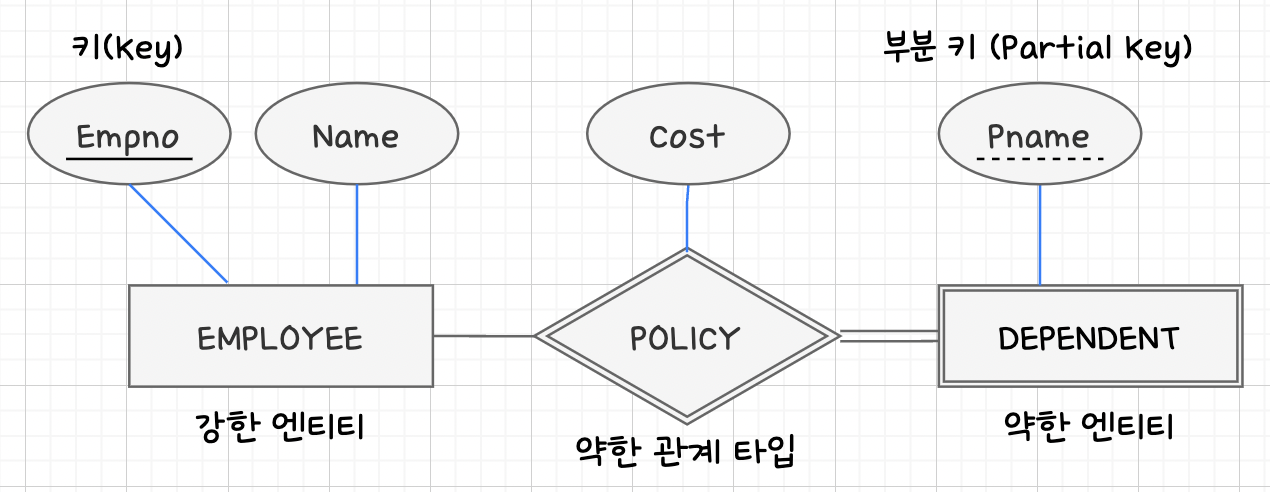 키(Key)
부분 키 (Partial Key)
Empno
Name
Cost
Pname
EMPLOYEE
POLICY
DEPENDENT
강한 엔티티
약한 관계 타입
약한 엔티티